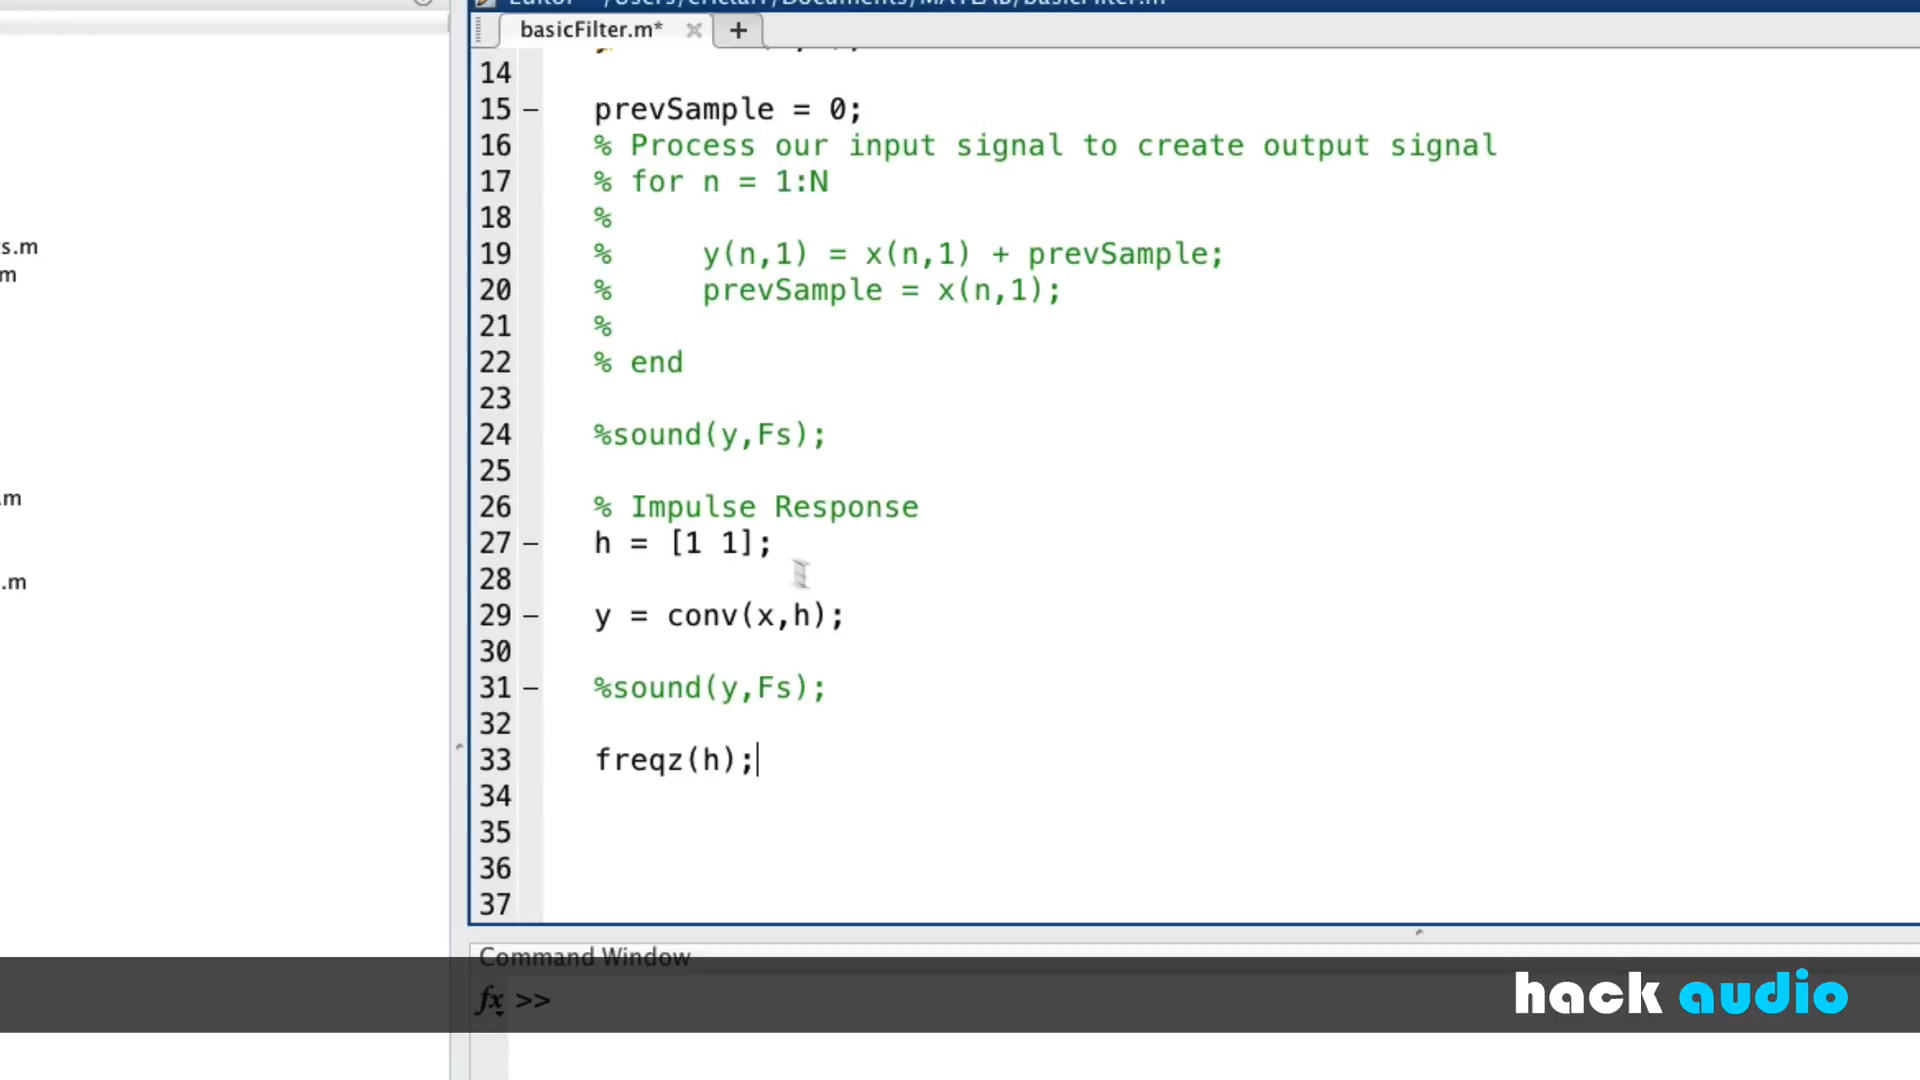 basicFilter.m* × +
14
15 – prevSample = 0;
16 % Process our input signal to create output signal
17 % for n = 1:N
18 %
s.m
19 % y(n,1) = x(n,1) + prevSample;
m
20 % prevSample = x(n,1);
21 %
22 % end
23
24 %sound(y,Fs);
25
.m
26 % Impulse Response
27 – h = [1 1];
.m
28
29 – y = conv(x,h);
30
31 – %sound(y,Fs);
32
33 freqz(h);
34
35
36
37
Command Window
fx >>
hack audio